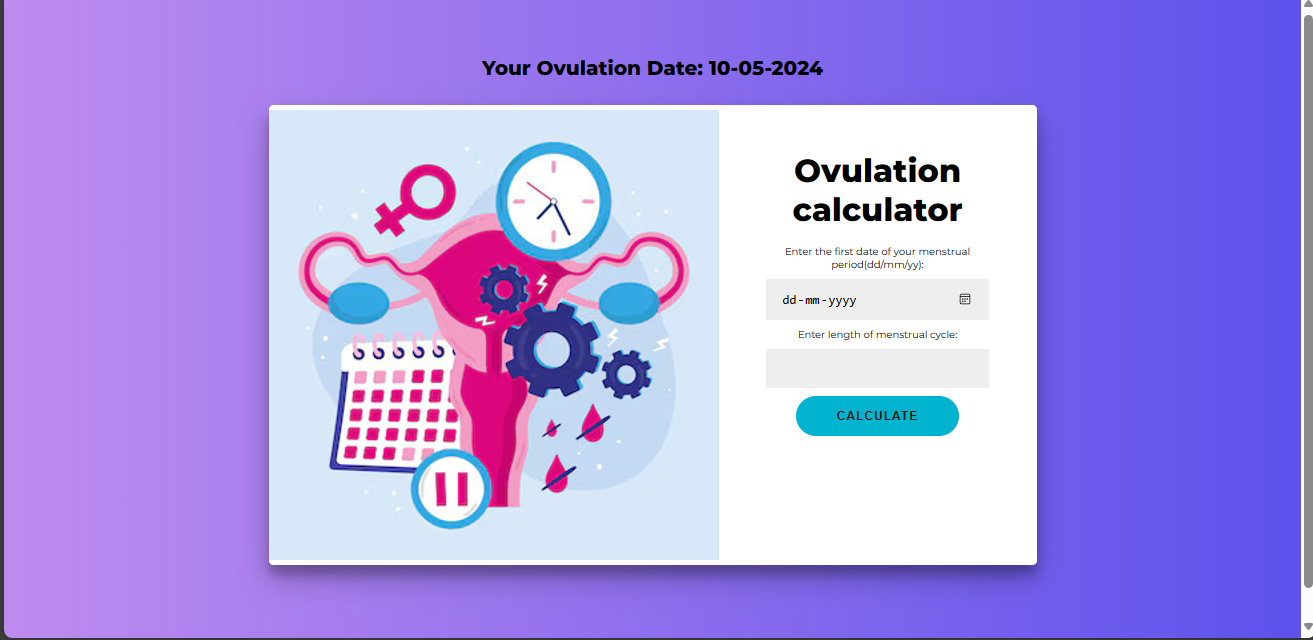 Your Ovulation Date: 10-05-2024
Ovulation
calculator
Enter the first date of your menstrual
period(dd/mm/yy):
dd-mm-yyyy
Enter length of menstrual cycle:
CALCULATE